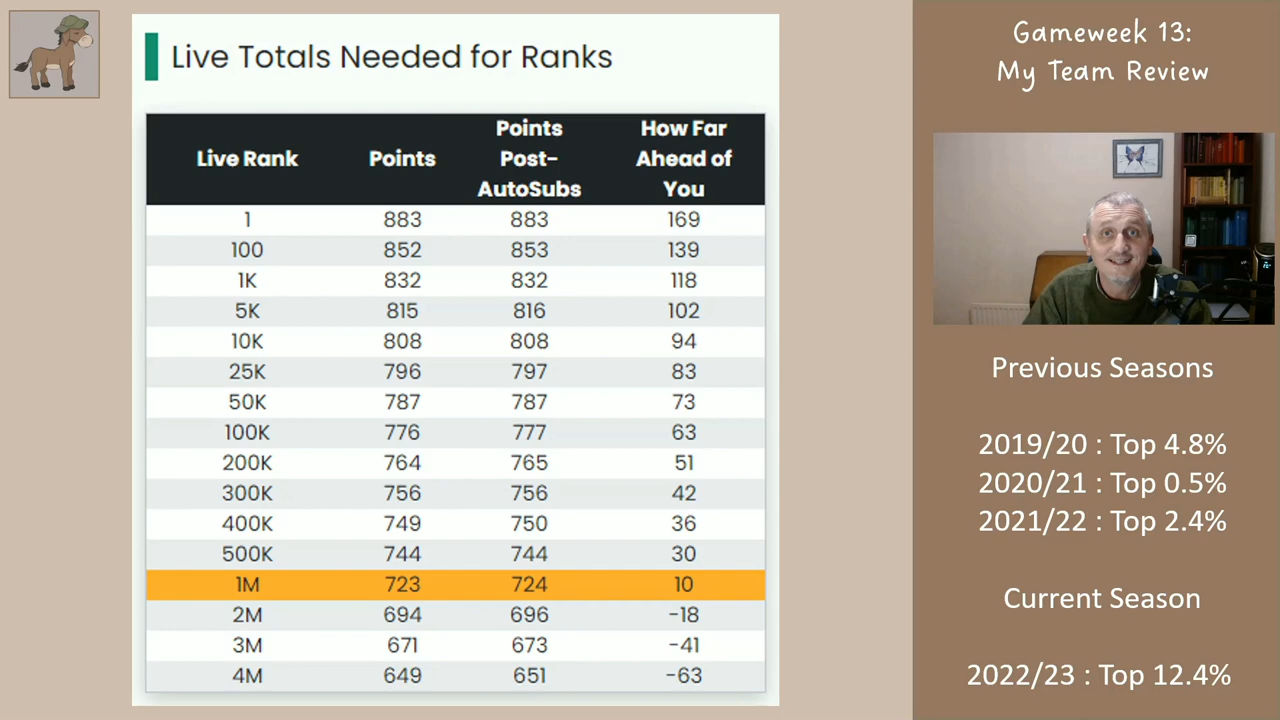 Live Totals Needed for Ranks
Live Rank Points Points Post-AutoSubs How Far Ahead of You
1 883 883 169
100 852 853 139
1K 832 832 118
5K 815 816 102
10K 808 808 94
25K 796 797 83
50K 787 787 73
100K 776 777 63
200K 764 765 51
300K 756 756 42
400K 749 750 36
500K 744 744 30
1M 723 724 10
2M 694 696 -18
3M 671 673 -41
4M 649 651 -63
Gameweek 13:
My Team Review
Previous Seasons
2019/20 : Top 4.8%
2020/21 : Top 0.5%
2021/22 : Top 2.4%
Current Season
2022/23 : Top 12.4%